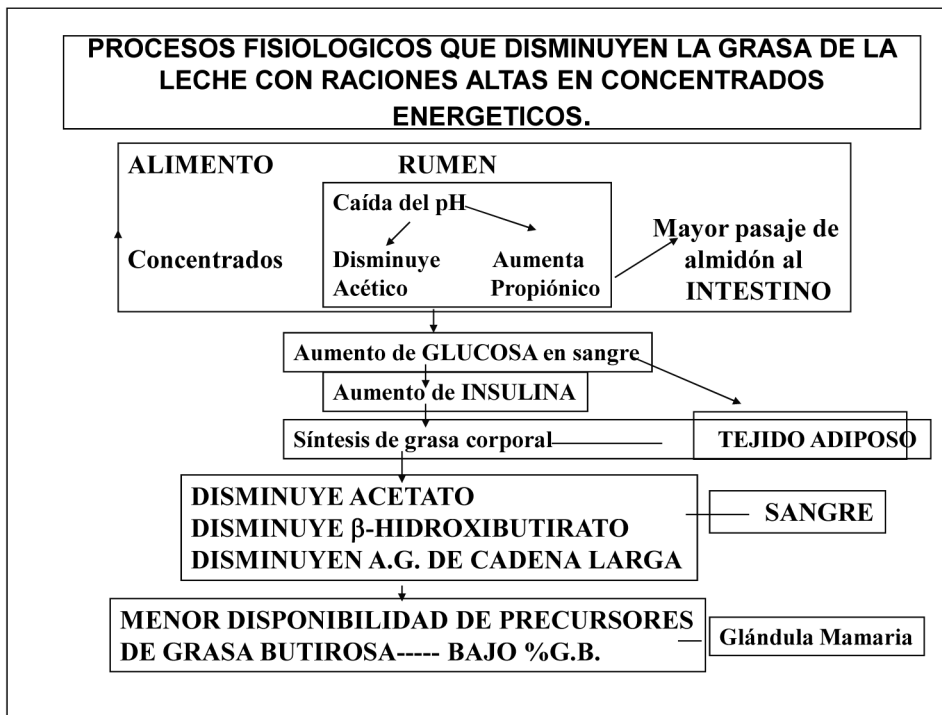 PROCESOS FISIOLOGICOS QUE DISMINUYEN LA GRASA DE LA
LECHE CON RACIONES ALTAS EN CONCENTRADOS
ENERGETICOS.
ALIMENTO RUMEN
Caída del pH
Concentrados
Disminuye
Acético
Aumenta
Propiónico
Mayor pasaje de
almidón al
INTESTINO
Aumento de GLUCOSA en sangre
Aumento de INSULINA
Síntesis de grasa corporal
TEJIDO ADIPOSO
DISMINUYE ACETATO
DISMINUYE β-HIDROXIBUTIRATO
DISMINUYEN A.G. DE CADENA LARGA
SANGRE
MENOR DISPONIBILIDAD DE PRECURSORES
DE GRASA BUTIROSA----- BAJO %G.B.
Glándula Mamaria